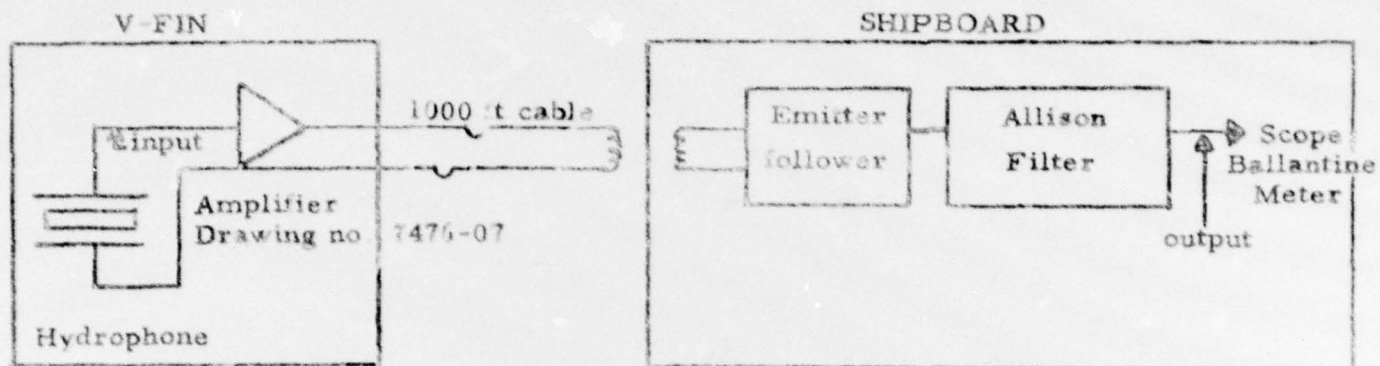 V-FIN
SHIPBOARD
input
1000 ft cable
Emitter
follower
Allison
Filter
Scope
Ballantine
Meter
Amplifier
Drawing no 7476-07
output
Hydrophone